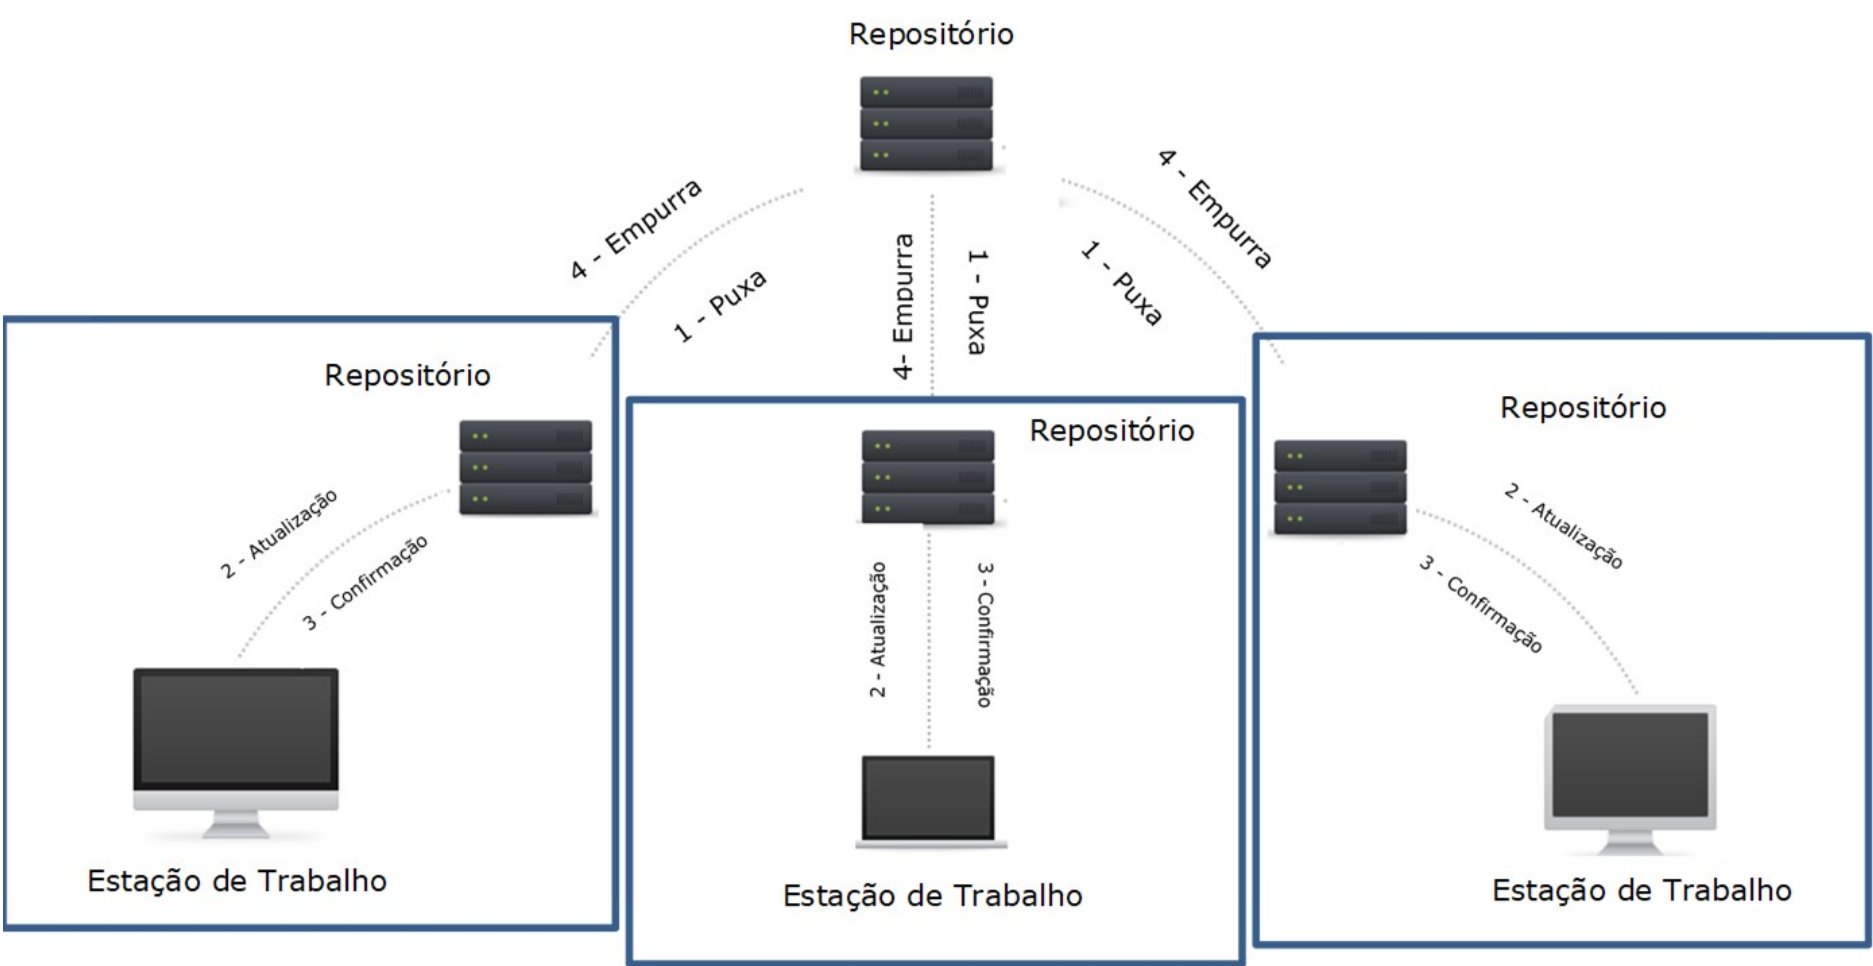 Repositório
4 - Empurra
1 - Puxa
4- Empurra
1 - Puxa
4 - Empurra
1 - Puxa
Repositório
2 - Atualização
3 - Confirmação
Estação de Trabalho
Repositório
2 - Atualização
3 - Confirmação
Estação de Trabalho
Repositório
2 - Atualização
3 - Confirmação
Estação de Trabalho